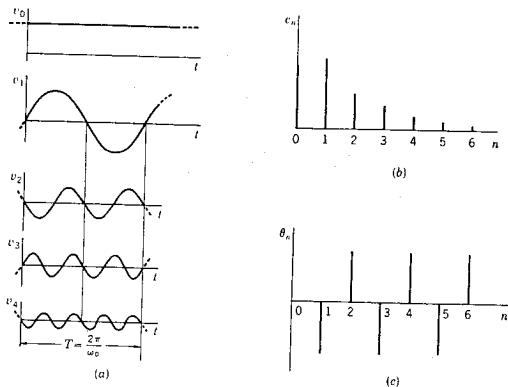 v₀
t
v₁
t
v₂
t
v₃
t
v₄
t
T = 2π/ω₀
(a)
cₙ
0 1 2 3 4 5 6 n
(b)
θₙ
0 1 2 3 4 5 6 n
(c)